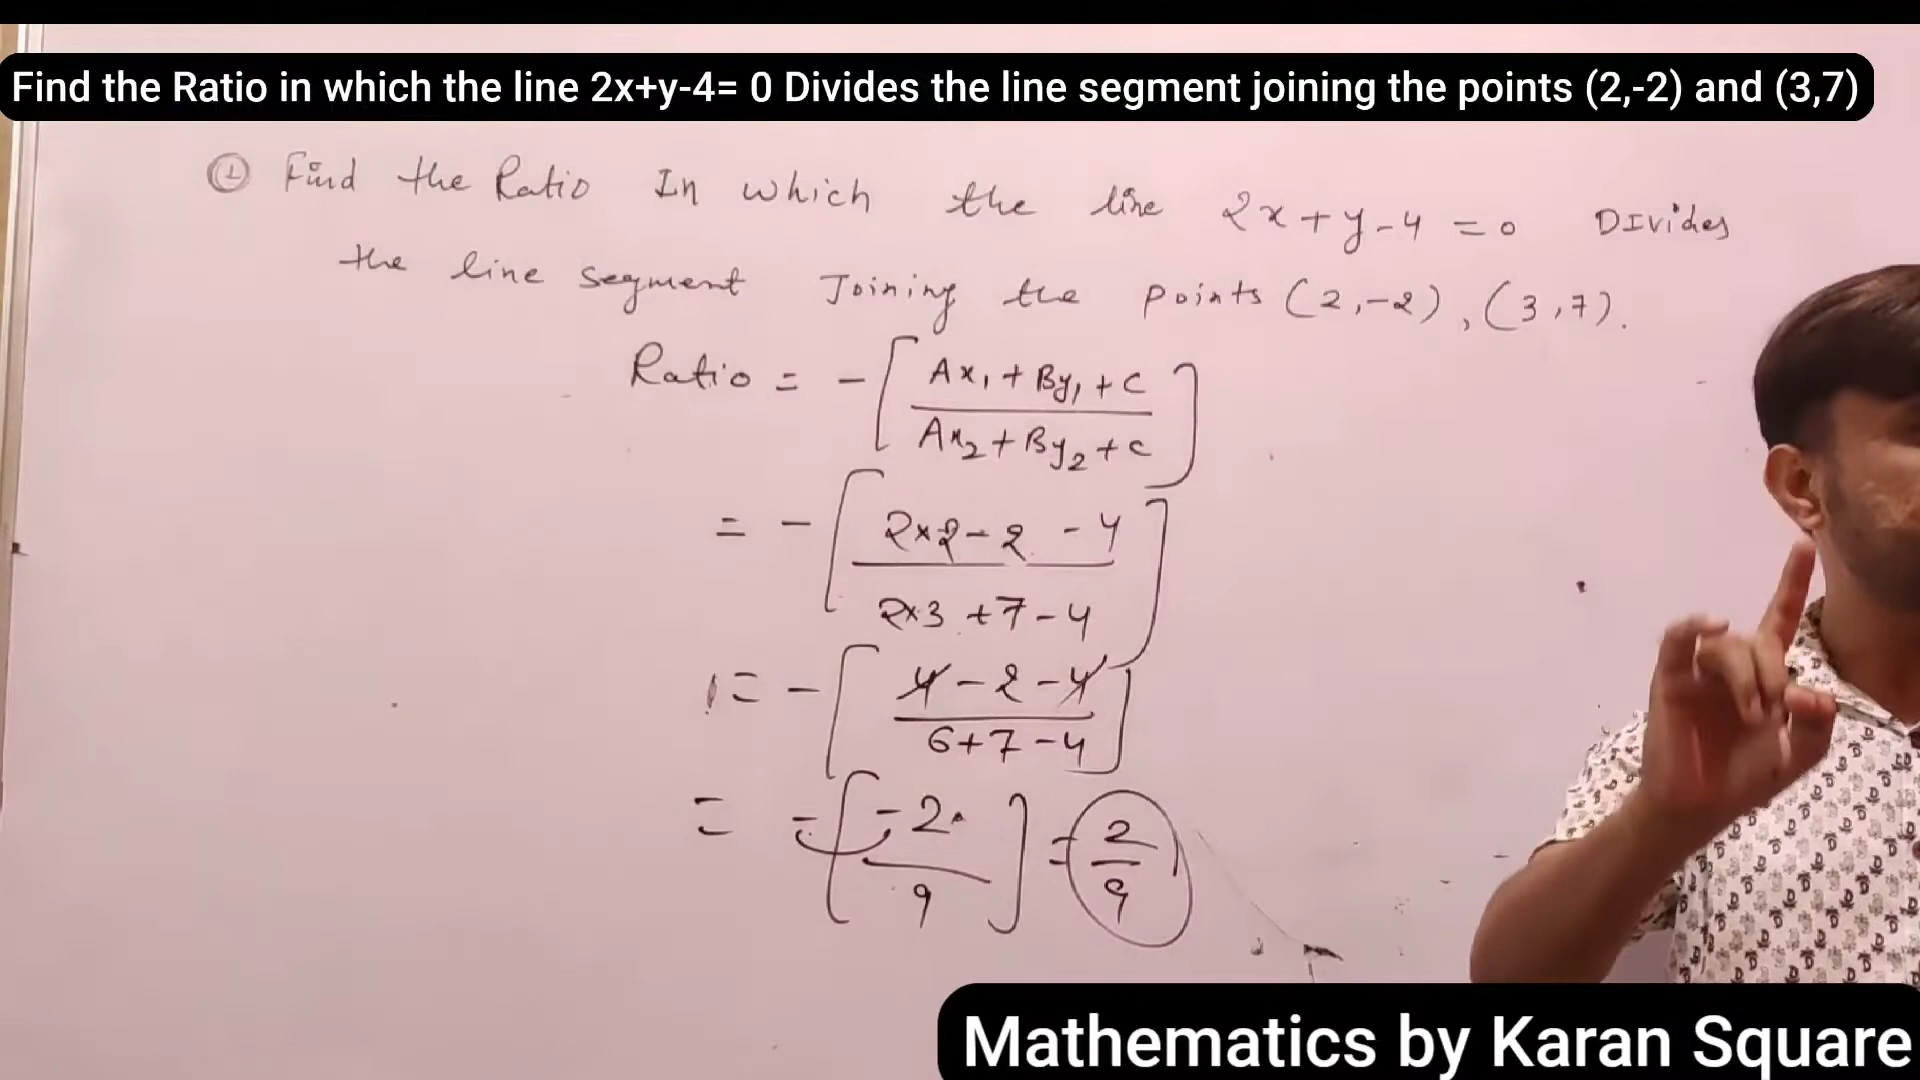 Find the Ratio in which the line 2x+y-4= 0 Divides the line segment joining the points (2,-2) and (3,7)
① Find the Ratio In which the line 2x+y-4=0 Divides
the line segment Joining the points (2,-2), (3,7).
Ratio = -[ Ax₁ + By₁ + C
Ax₂ + By₂ + c ]
= -[ 2×2-2 -4
2×3 +7-4 ]
= -[ 4-2-4
6+7-4 ]
= -[ -2
9 ] = 2
9
Mathematics by Karan Square